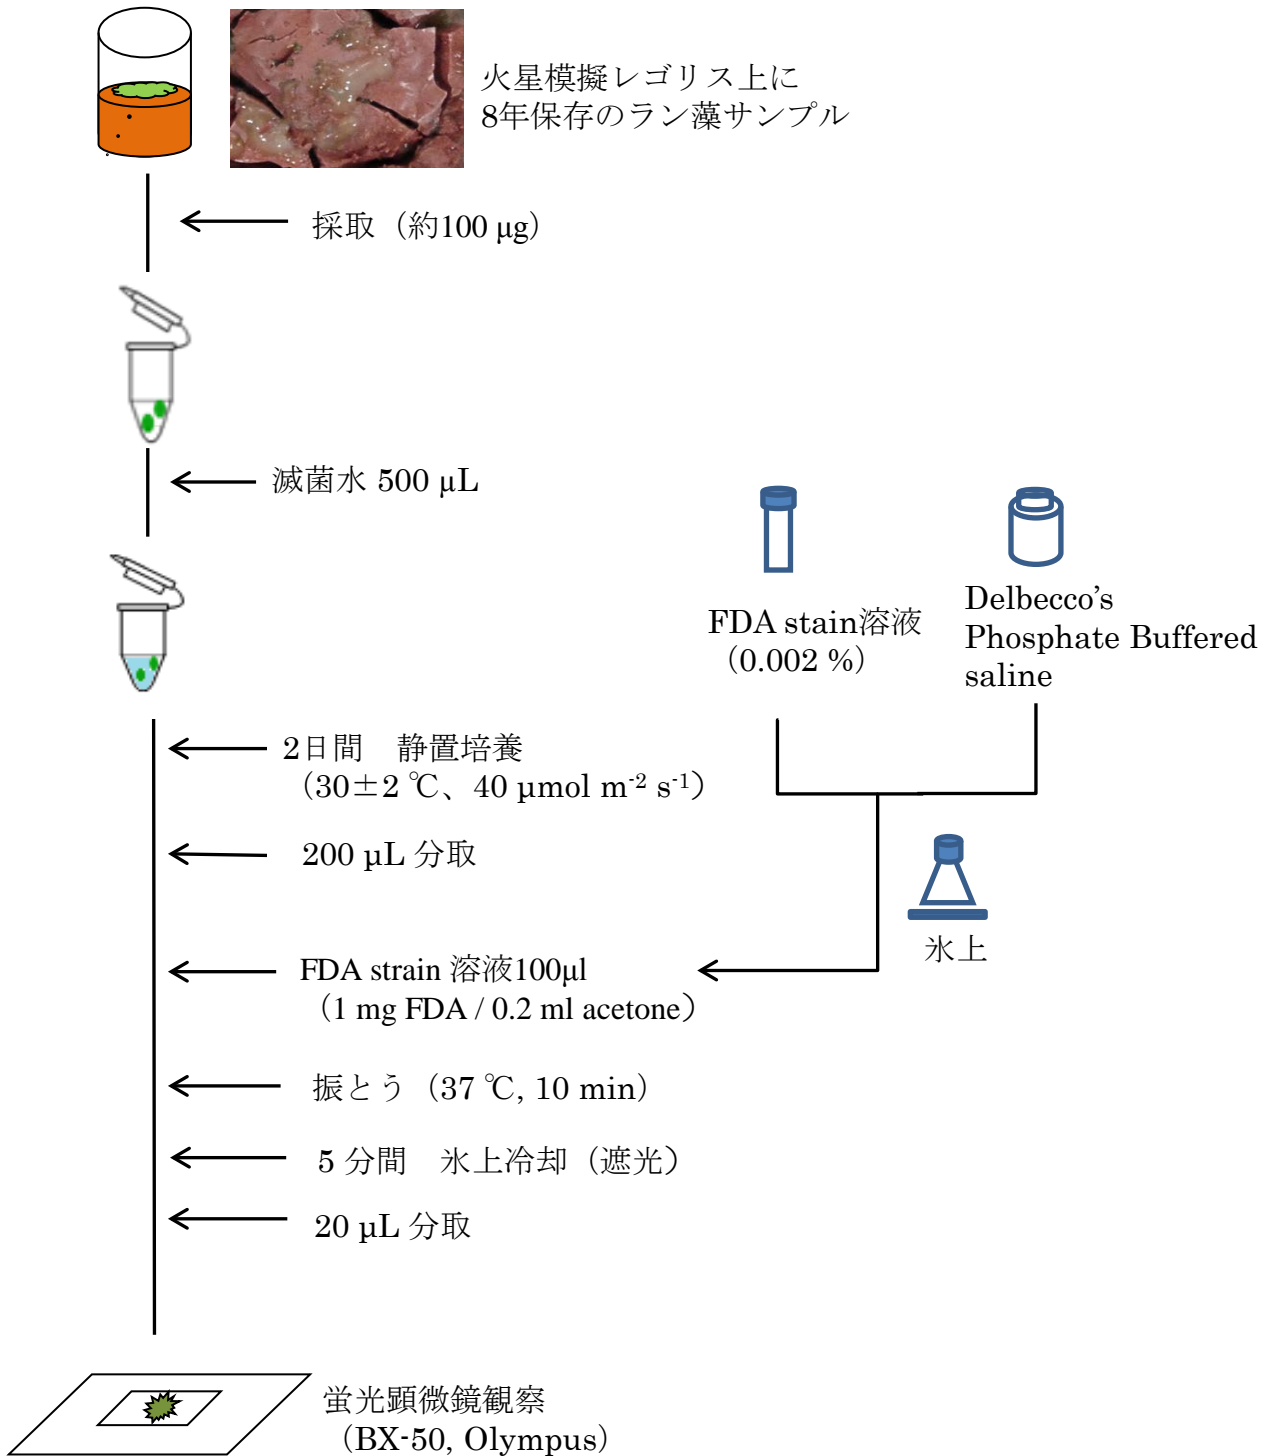 火星模擬レゴリス上に
8年保存のラン藻サンプル
採取（約100 μg）
滅菌水 500 μL
FDA stain溶液
（0.002 %）
Delbecco’s
Phosphate Buffered
saline
2日間　静置培養
（30±2 ℃、40 μmol m⁻² s⁻¹）
200 μL 分取
氷上
FDA strain 溶液100μl
（1 mg FDA / 0.2 ml acetone）
振とう（37 ℃, 10 min）
5 分間　氷上冷却（遮光）
20 μL 分取
蛍光顕微鏡観察
（BX-50, Olympus）